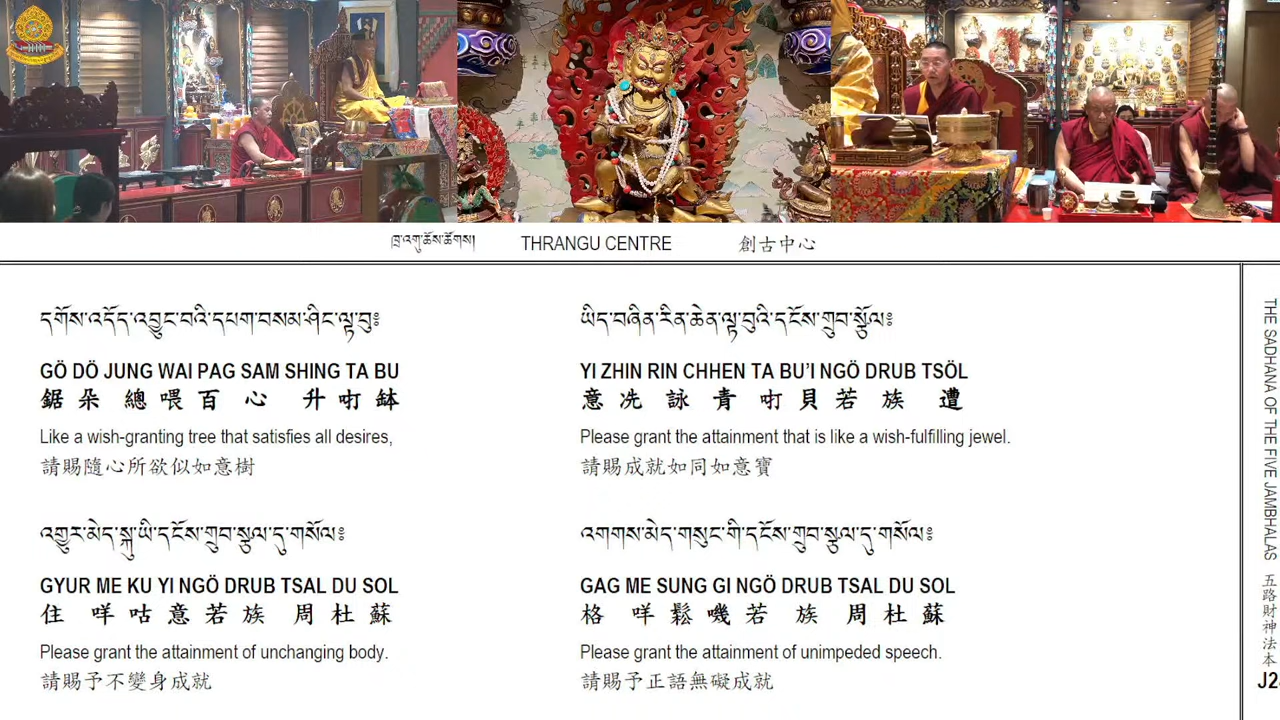 ཁྲ་འགུ་ཆོས་ཚོགས།
THRANGU CENTRE
創古中心
དགོས་འདོད་འབྱུང་བའི་དཔག་བསམ་ཤིང་ལྟ་བུ༔
GÖ DÖ JUNG WAI PAG SAM SHING TA BU
鋸朵總喂百心升咑缽
Like a wish-granting tree that satisfies all desires,
請賜隨心所欲似如意樹
ཡིད་བཞིན་རིན་ཆེན་ལྟ་བུའི་དངོས་གྲུབ་སྩོལ༔
YI ZHIN RIN CHHEN TA BU’I NGÖ DRUB TSÖL
意冼詠青咑貝若族遭
Please grant the attainment that is like a wish-fulfilling jewel.
請賜成就如同如意寶
འགྱུར་མེད་སྐུ་ཡི་དངོས་གྲུབ་སྩལ་དུ་གསོལ༔
GYUR ME KU YI NGÖ DRUB TSAL DU SOL
住咩咕意若族周杜蘇
Please grant the attainment of unchanging body.
請賜予不變身成就
འགགས་མེད་གསུང་གི་དངོས་གྲུབ་སྩལ་དུ་གསོལ༔
GAG ME SUNG GI NGÖ DRUB TSAL DU SOL
格咩鬆嘰若族周杜蘇
Please grant the attainment of unimpeded speech.
請賜予正語無礙成就
THE SADHANA OF THE FIVE JAMBHALAS
五路財神法本